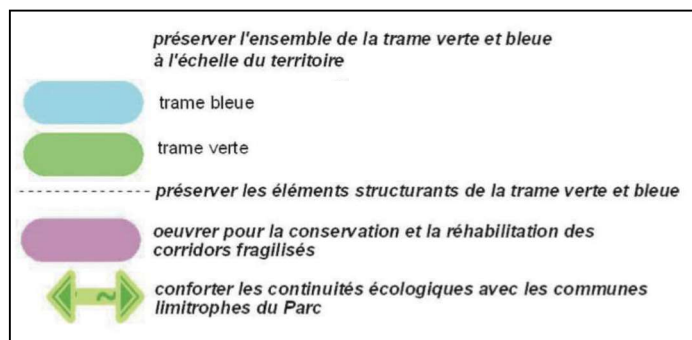 préserver l'ensemble de la trame verte et bleue
à l'échelle du territoire
trame bleue
trame verte
préserver les éléments structurants de la trame verte et bleue
oeuvrer pour la conservation et la réhabilitation des
corridors fragilisés
conforter les continuités écologiques avec les communes
limitrophes du Parc